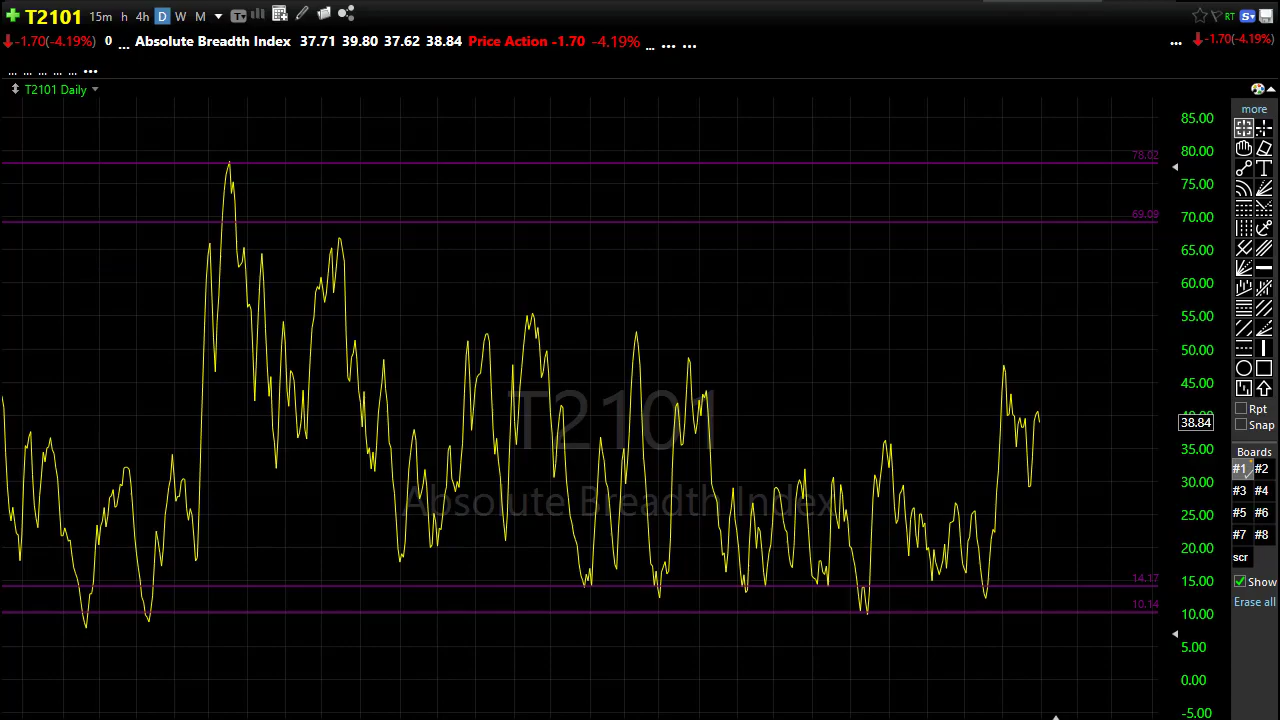 T2101 15m h 4h D W M T RT S
-1.70(-4.19%) 0 ... Absolute Breadth Index 37.71 39.80 37.62 38.84 Price Action -1.70 -4.19% ... ... ... ... -1.70(-4.19%)
... ... ... ... ... ...
T2101 Daily
more
85.00
80.00
78.02
75.00
70.00
69.09
65.00
60.00
55.00
50.00
45.00
40.00
38.84
35.00
30.00
25.00
20.00
15.00
14.17
10.14
10.00
5.00
0.00
-5.00
T2101
Absolute Breadth Index
Rpt
Snap
Boards
#1 #2
#3 #4
#5 #6
#7 #8
scr
Show
Erase all